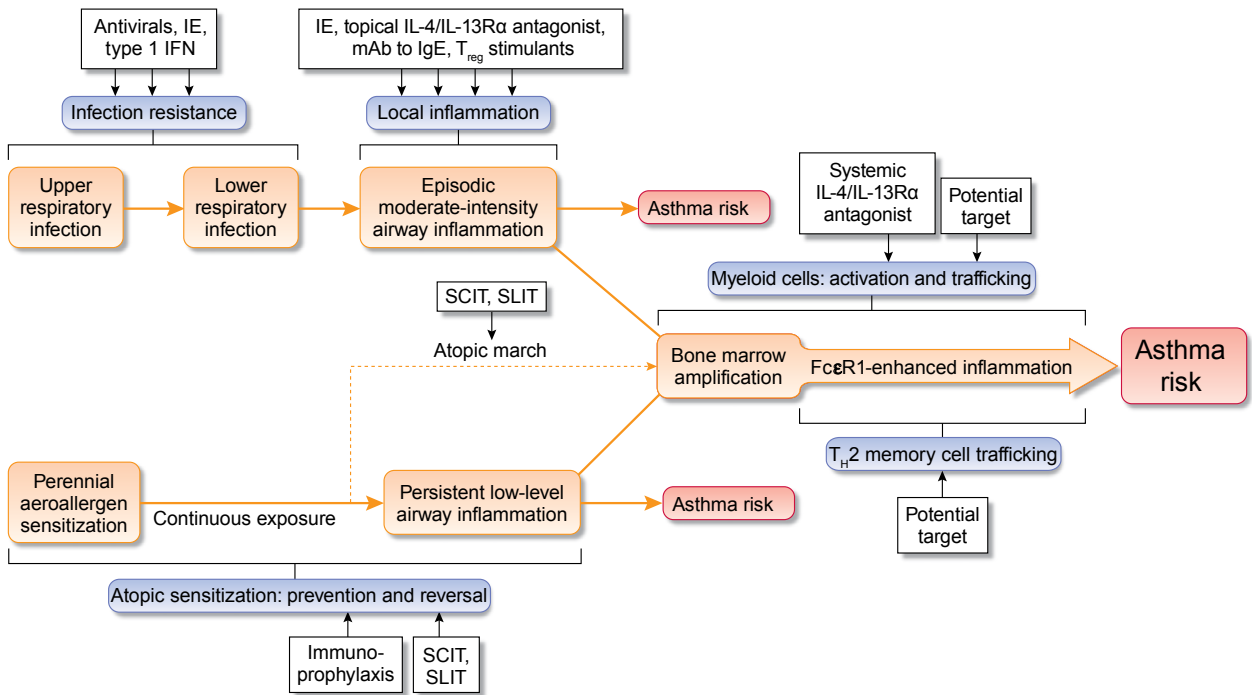 Antivirals, IE,
type 1 IFN
IE, topical IL-4/IL-13Rα antagonist,
mAb to IgE, Treg stimulants
Infection resistance
Local inflammation
Upper
respiratory
infection
Lower
respiratory
infection
Episodic
moderate-intensity
airway inflammation
Asthma risk
Systemic
IL-4/IL-13Rα
antagonist
Potential
target
Myeloid cells: activation and trafficking
SCIT, SLIT
Atopic march
Bone marrow
amplification
FcεR1-enhanced inflammation
Asthma
risk
TH2 memory cell trafficking
Potential
target
Perennial
aeroallergen
sensitization
Continuous exposure
Persistent low-level
airway inflammation
Asthma risk
Atopic sensitization: prevention and reversal
Immuno-
prophylaxis
SCIT,
SLIT